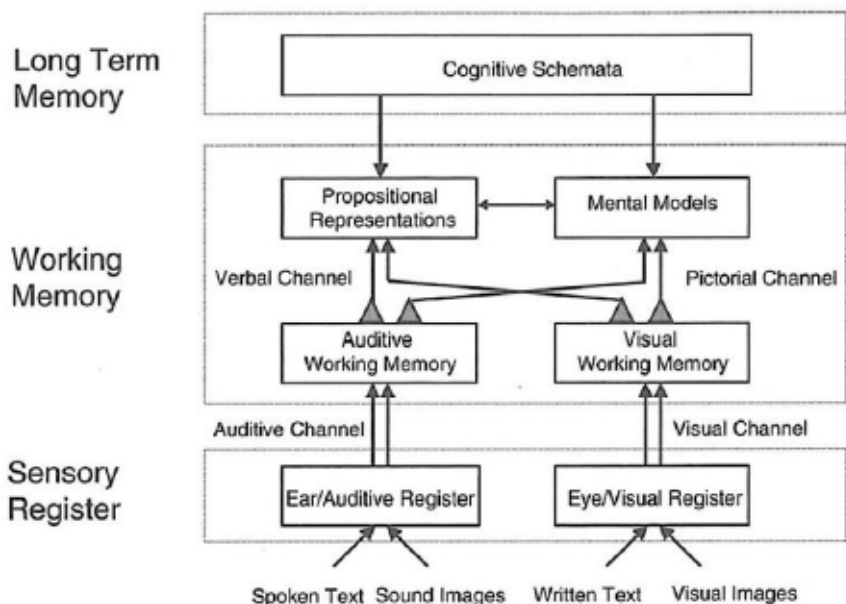 Long Term
Memory
Cognitive Schemata
Working
Memory
Propositional
Representations
Mental Models
Verbal Channel
Pictorial Channel
Auditive
Working Memory
Visual
Working Memory
Auditive Channel
Visual Channel
Sensory
Register
Ear/Auditive Register
Eye/Visual Register
Spoken Text
Sound Images
Written Text
Visual Images